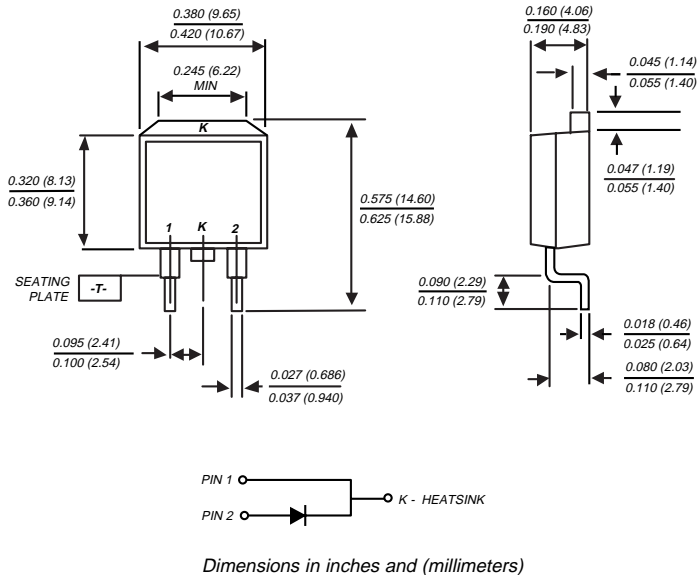 0.380 (9.65)
0.420 (10.67)
0.245 (6.22)
MIN
K
0.320 (8.13)
0.360 (9.14)
0.575 (14.60)
0.625 (15.88)
1 K 2
SEATING
PLATE
-T-
0.095 (2.41)
0.100 (2.54)
0.027 (0.686)
0.037 (0.940)
0.160 (4.06)
0.190 (4.83)
0.045 (1.14)
0.055 (1.40)
0.047 (1.19)
0.055 (1.40)
0.090 (2.29)
0.110 (2.79)
0.018 (0.46)
0.025 (0.64)
0.080 (2.03)
0.110 (2.79)
PIN 1
K - HEATSINK
PIN 2
Dimensions in inches and (millimeters)